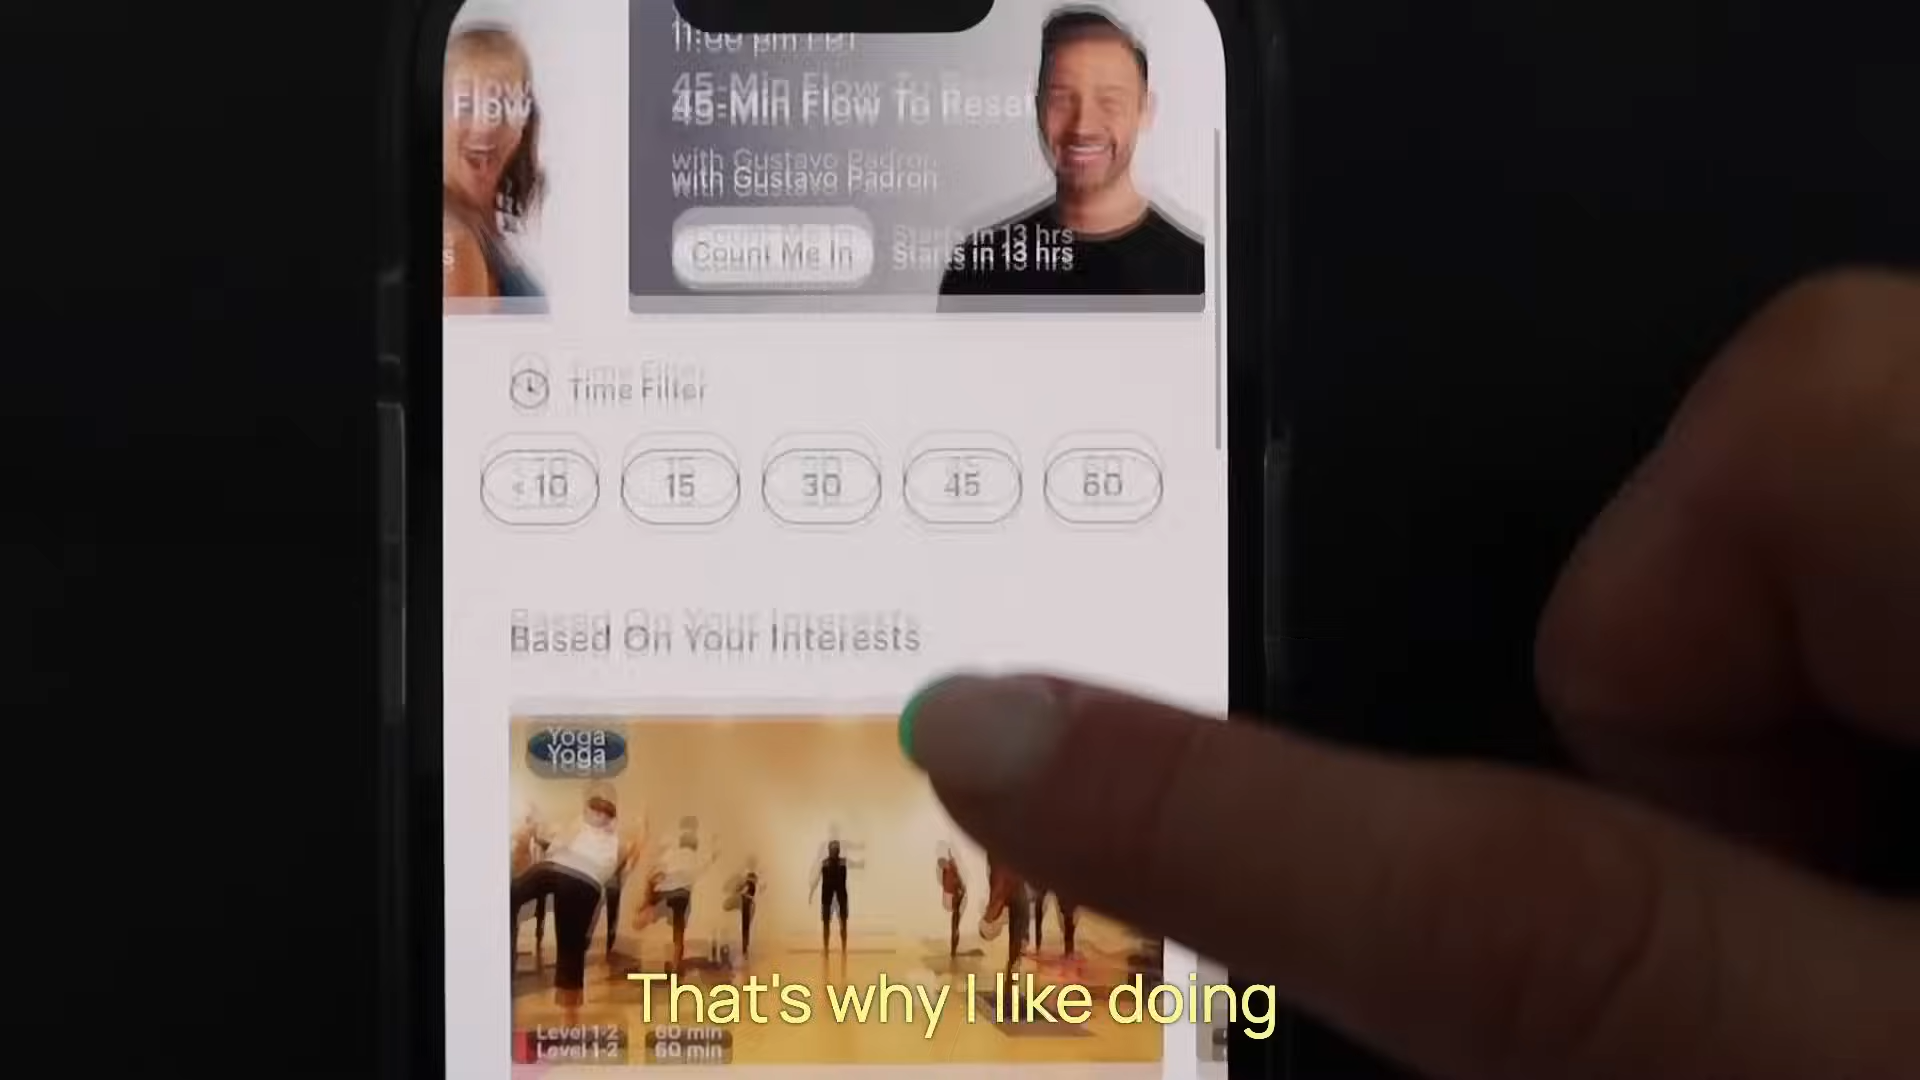 11:00 pm PDT
Flow
45-Min Flow To Reset
with Gustavo Padron
Count Me In
Starts in 13 hrs
s
Time Filter
< 10
15
30
45
60
Based On Your Interests
Yoga
Level 1-2
60 min
That's why I like doing